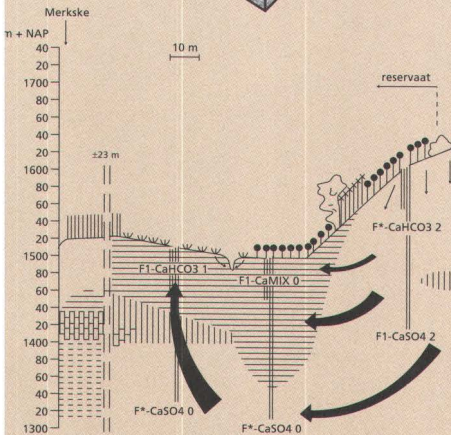 Merkske
m + NAP
10 m
reservaat
±23 m
40
20
1700
80
60
40
20
1600
80
60
40
20
1500
80
60
40
20
1400
80
60
40
20
1300
F*-CaHCO3 2
F1-CaHCO3 1
F1-CaMIX 0
F1-CaSO4 2
F*-CaSO4 0
F*-CaSO4 0